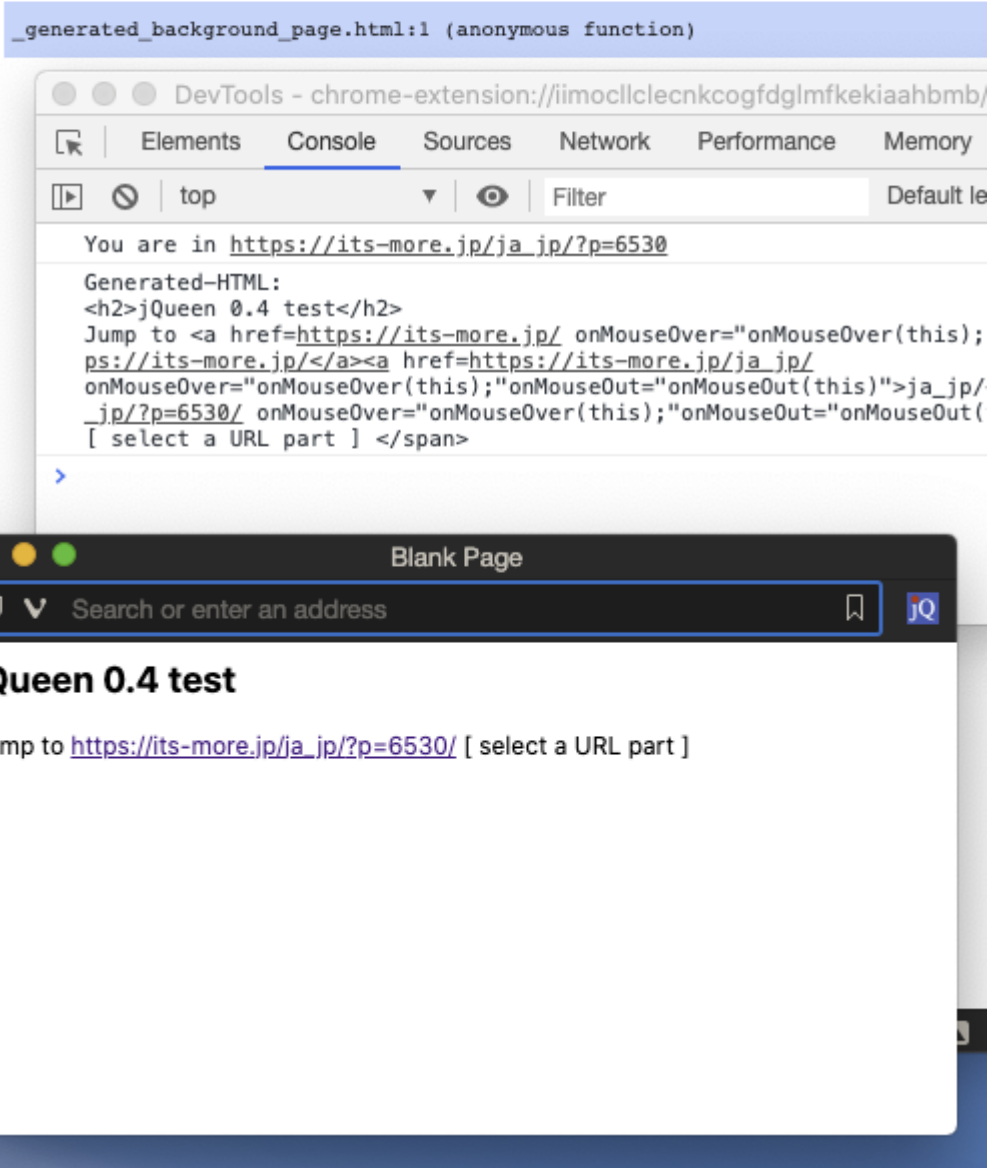 _generated_background_page.html:1 (anonymous function)
DevTools - chrome-extension://iimocllclecnkcogfdglmfkekiaahbmb/
Elements Console Sources Network Performance Memory
top Filter Default le
You are in https://its-more.jp/ja_jp/?p=6530
Generated-HTML:
<h2>jQueen 0.4 test</h2>
Jump to <a href=https://its-more.jp/ onMouseOver="onMouseOver(this);
ps://its-more.jp/</a><a href=https://its-more.jp/ja_jp/
onMouseOver="onMouseOver(this);"onMouseOut="onMouseOut(this)">ja_jp/
_jp/?p=6530/ onMouseOver="onMouseOver(this);"onMouseOut="onMouseOut(
[ select a URL part ] </span>
Blank Page
Search or enter an address
jQ
Queen 0.4 test
mp to https://its-more.jp/ja_jp/?p=6530/ [ select a URL part ]